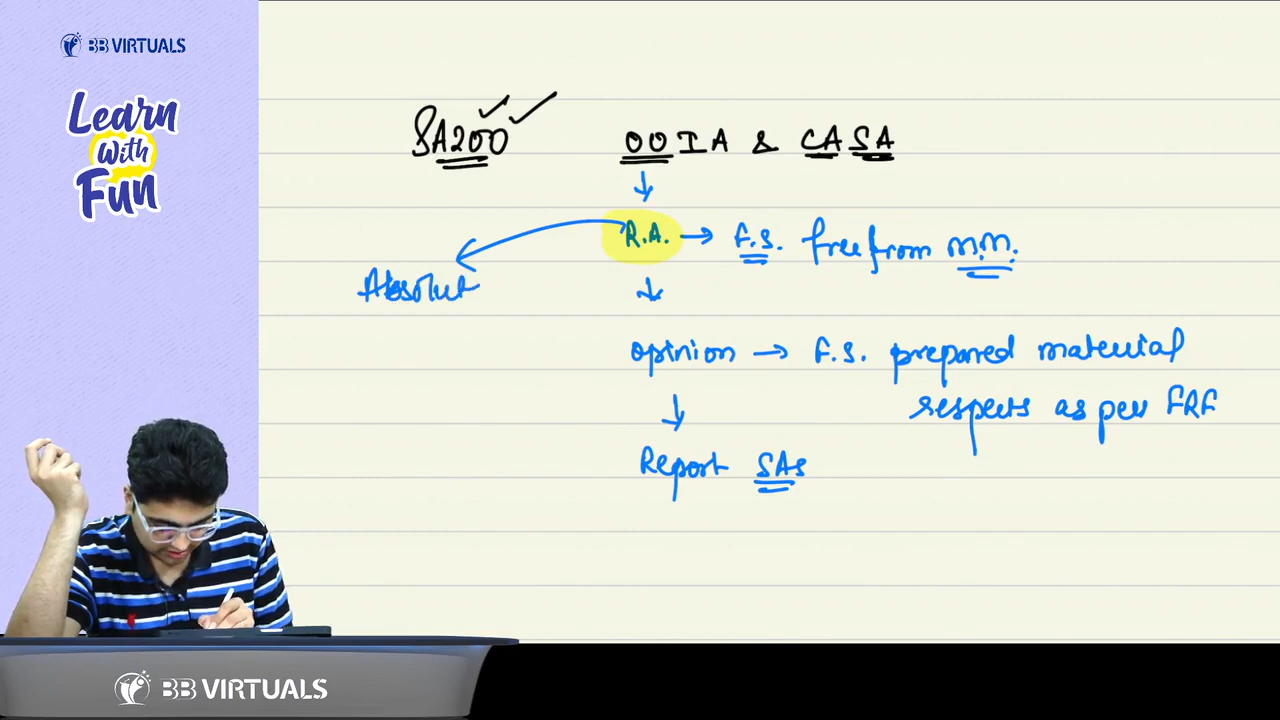 BB VIRTUALS
Learn
With
Fun
SA200 OOIA & CASA
R.A. → F.S. free from M.M.
Absolut
opinion → F.S. prepared material
respects as per FRF
Report SAs
BB VIRTUALS